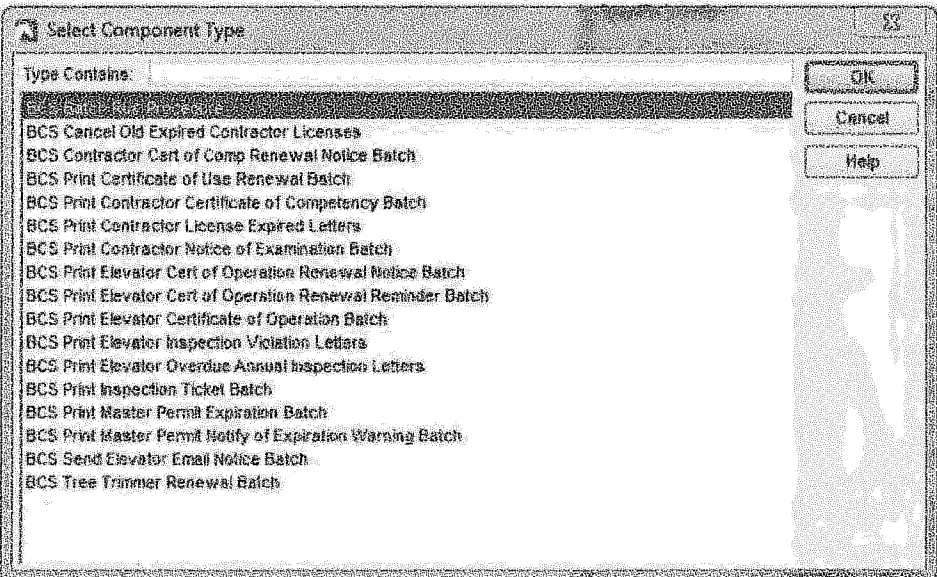 Select Component Type
Type Contains:
OK
BCS Cancel Old Expired Contractor Licenses
Cancel
BCS Contractor Cert of Comp Renewal Notice Batch
Help
BCS Print Certificate of Use Renewal Batch
BCS Print Contractor Certificate of Competency Batch
BCS Print Contractor License Expired Letters
BCS Print Contractor Notice of Examination Batch
BCS Print Elevator Cert of Operation Renewal Notice Batch
BCS Print Elevator Cert of Operation Renewal Reminder Batch
BCS Print Elevator Certificate of Operation Batch
BCS Print Elevator Inspection Violation Letters
BCS Print Elevator Overdue Annual Inspection Letters
BCS Print Inspection Ticket Batch
BCS Print Master Permit Expiration Batch
BCS Print Master Permit Notify of Expiration Warning Batch
BCS Send Elevator Email Notice Batch
BCS Tree Trimmer Renewal Batch